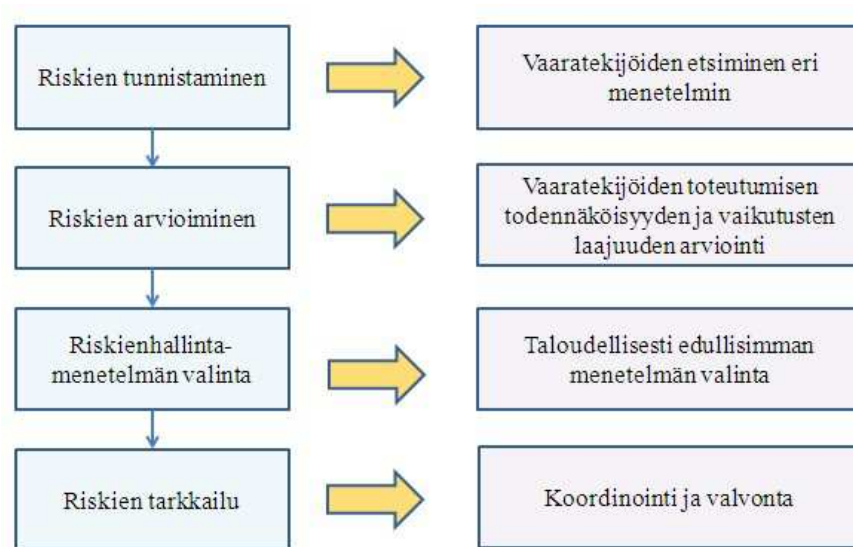 Riskien tunnistaminen
Vaaratekijöiden etsiminen eri
menetelmin
Riskien arvioiminen
Vaaratekijöiden toteutumisen
todennäköisyyden ja vaikutusten
laajuuden arviointi
Riskienhallinta-
menetelmän valinta
Taloudellisesti edullisimman
menetelmän valinta
Riskien tarkkailu
Koordinointi ja valvonta